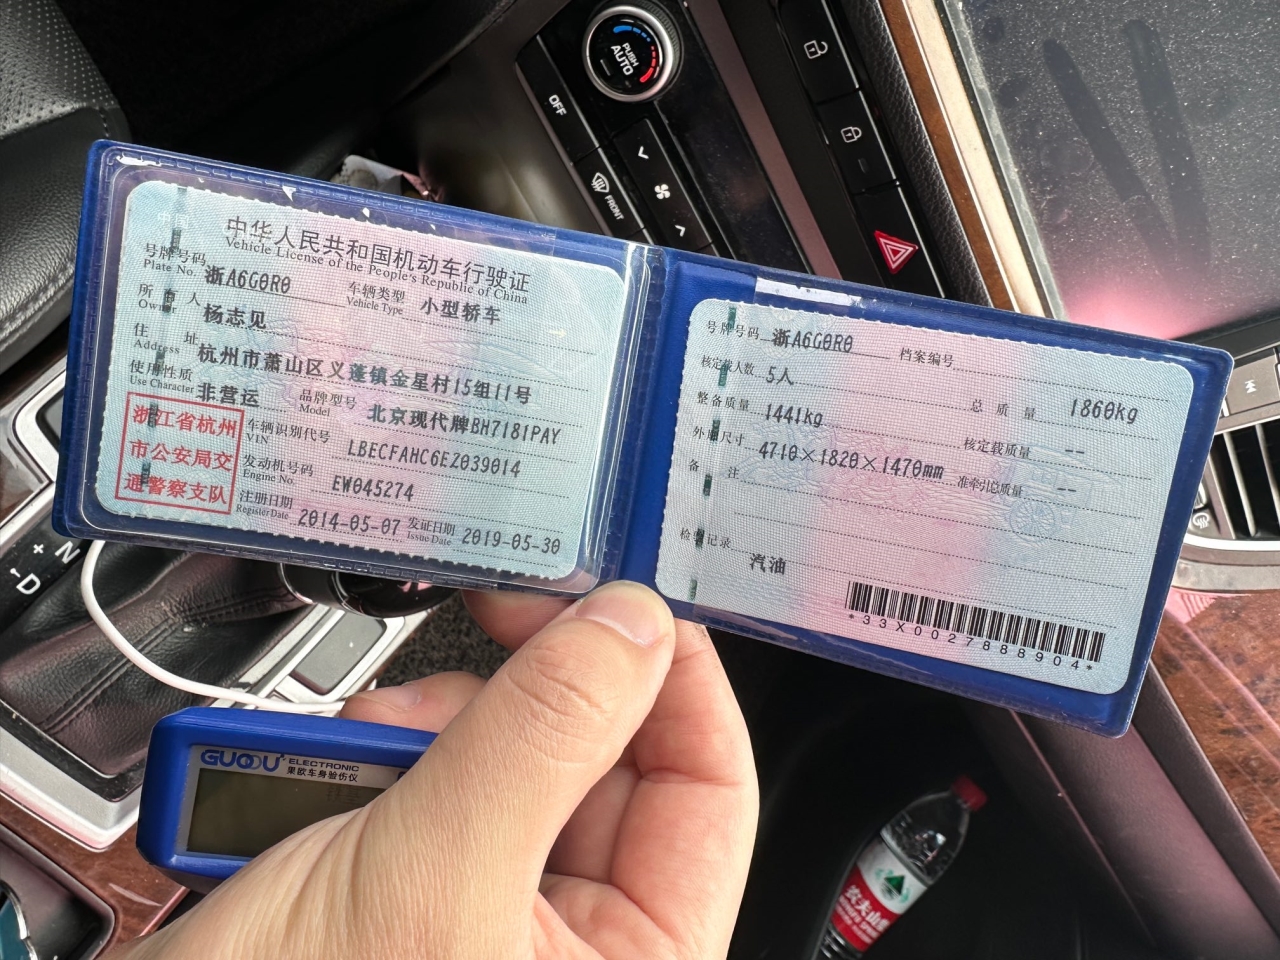 中华人民共和国机动车行驶证
Vehicle License of the People's Republic of China
号牌号码 浙A6G0R0 车辆类型 小型轿车
Plate No. Vehicle Type
所有人 杨志见
Owner
住址 杭州市萧山区义蓬镇金星村15组11号
Address
使用性质 非营运 品牌型号 北京现代牌BH7181PAY
Use Character Model
浙江省杭州
市公安局交
通警察支队
车辆识别代号 LBECFAHC6EZ039014
VIN
发动机号码 EW045274
Engine No.
注册日期 2014-05-07 发证日期 2019-05-30
Register Date Issue Date
号牌号码 浙A6G0R0 档案编号
核定载人数 5人 总质量 1860kg
整备质量 1441kg 核定载质量 --
外廓尺寸 4710×1820×1470mm 准牵引总质量 --
备注
检验记录
汽油
*33X0027888904*
PUSH
AUTO
OFF
FRONT
N
+
D
-
GUOOU ELECTRONIC
果欧车身验伤仪
农夫山泉